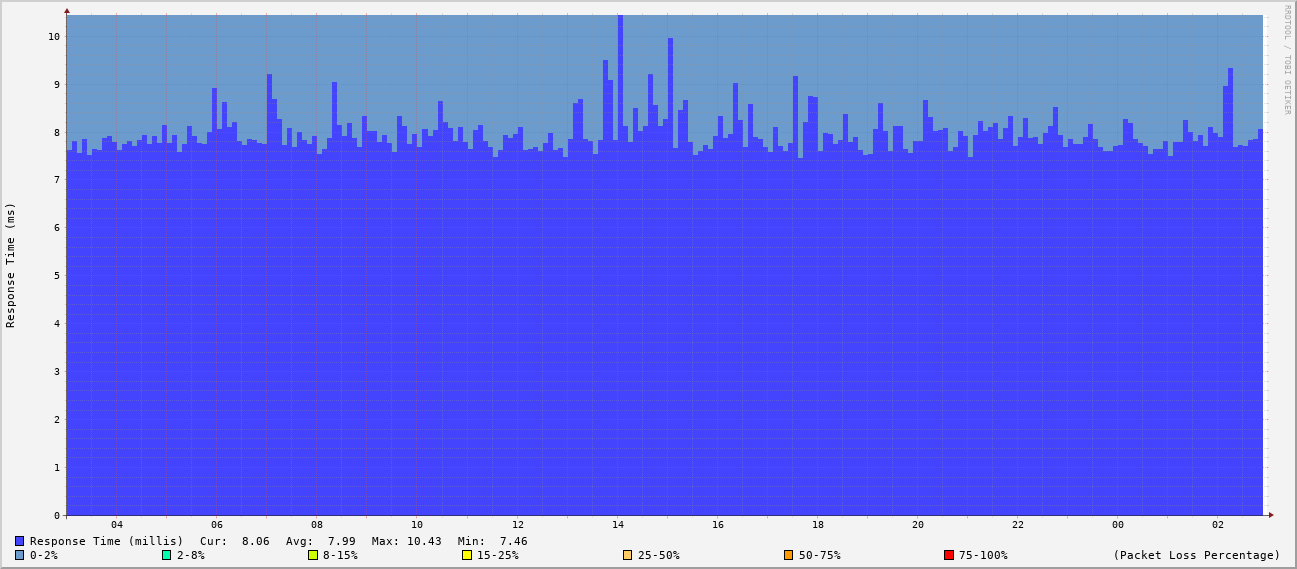 RRDTOOL / TOBI OETIKER
Response Time (ms)
10
9
8
7
6
5
4
3
2
1
0
04 06 08 10 12 14 16 18 20 22 00 02
Response Time (millis) Cur: 8.06 Avg: 7.99 Max: 10.43 Min: 7.46
0-2% 2-8% 8-15% 15-25% 25-50% 50-75% 75-100% (Packet Loss Percentage)